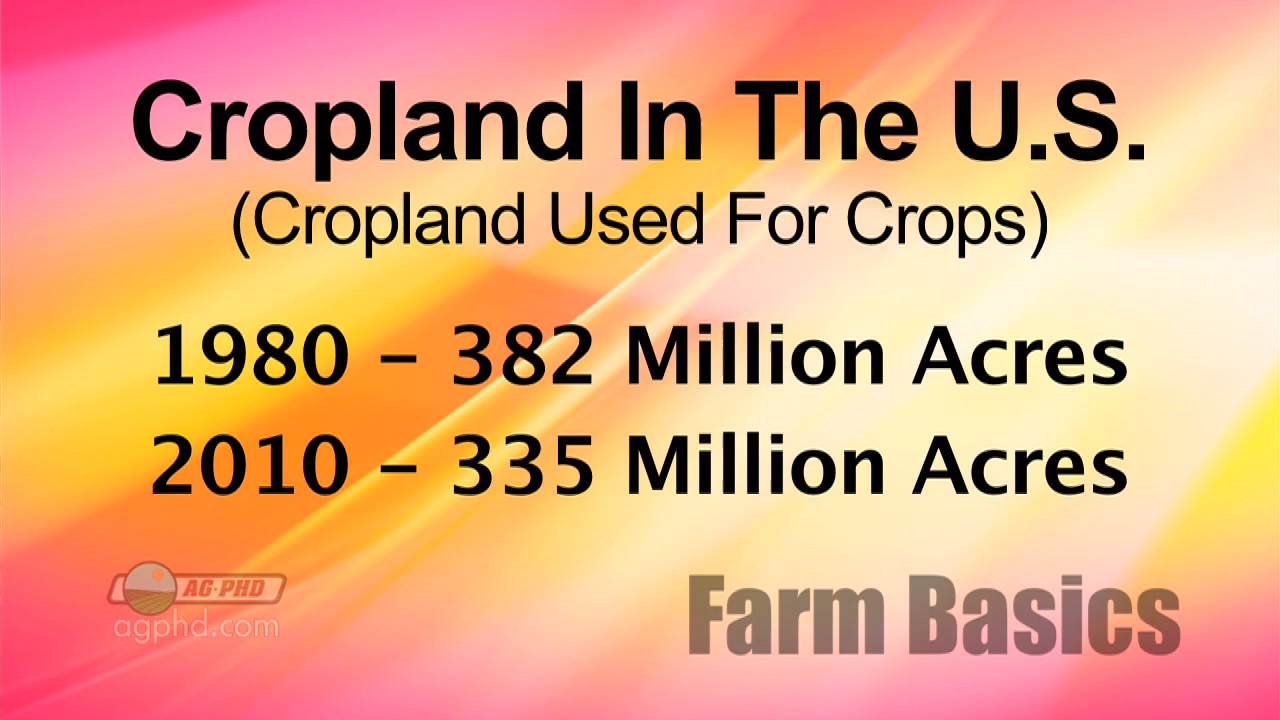 Cropland In The U.S.
(Cropland Used For Crops)
1980 – 382 Million Acres
2010 – 335 Million Acres
AG·PHD
agphd.com
Farm Basics